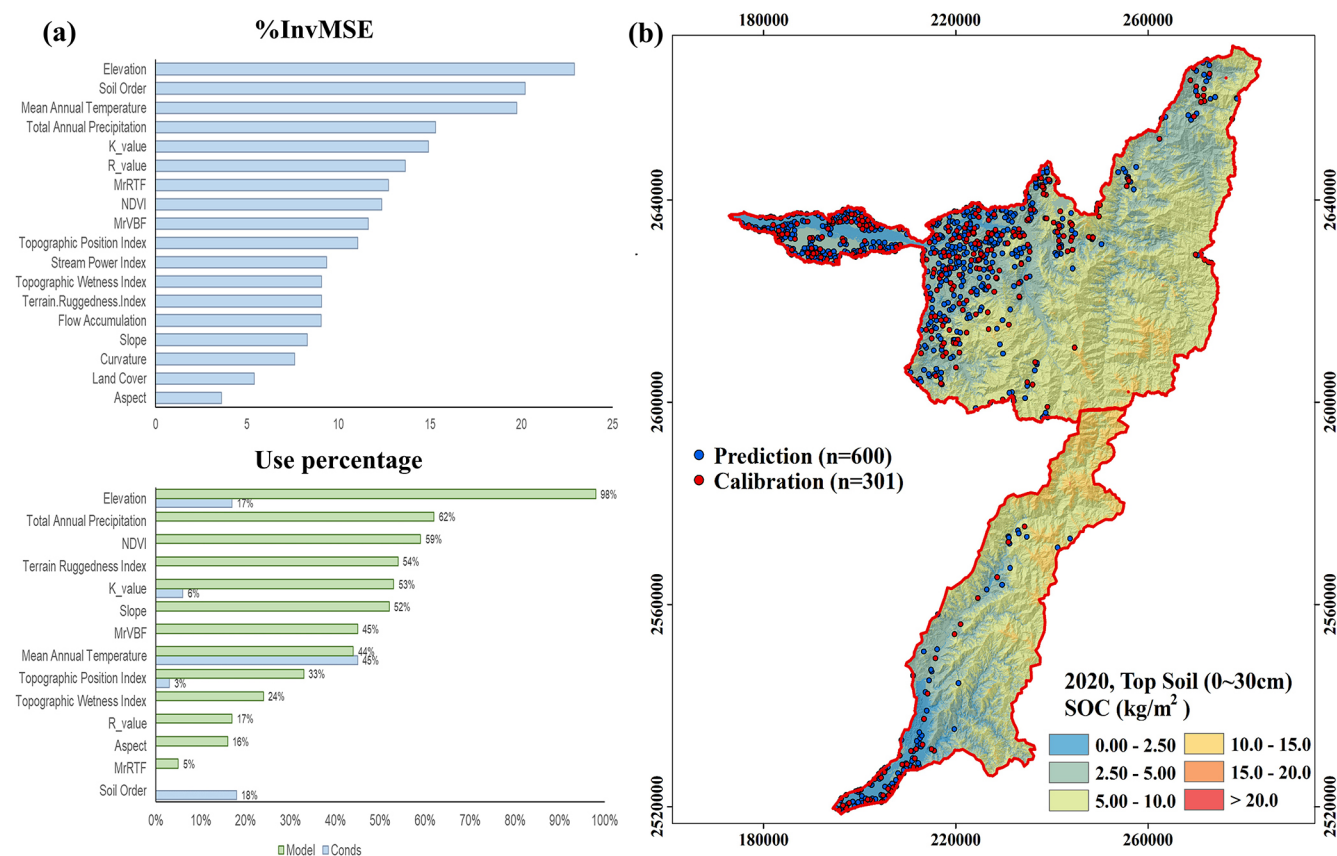 (a)
%InvMSE
Elevation
Soil Order
Mean Annual Temperature
Total Annual Precipitation
K_value
R_value
MrRTF
NDVI
MrVBF
Topographic Position Index
Stream Power Index
Topographic Wetness Index
Terrain.Ruggedness.Index
Flow Accumulation
Slope
Curvature
Land Cover
Aspect
0 5 10 15 20 25
Use percentage
Elevation 98% 17%
Total Annual Precipitation 62%
NDVI 59%
Terrain Ruggedness Index 54%
K_value 53% 6%
Slope 52%
MrVBF 45%
Mean Annual Temperature 44% 45%
Topographic Position Index 33% 3%
Topographic Wetness Index 24%
R_value 17%
Aspect 16%
MrRTF 5%
Soil Order 18%
0% 10% 20% 30% 40% 50% 60% 70% 80% 90% 100%
Model Conds
(b)
180000 220000 260000
2640000 2640000
2600000 2600000
2560000 2560000
2520000 2520000
Prediction (n=600)
Calibration (n=301)
2020, Top Soil (0~30cm)
SOC (kg/m²)
0.00 - 2.50 10.0 - 15.0
2.50 - 5.00 15.0 - 20.0
5.00 - 10.0 > 20.0
180000 220000 260000